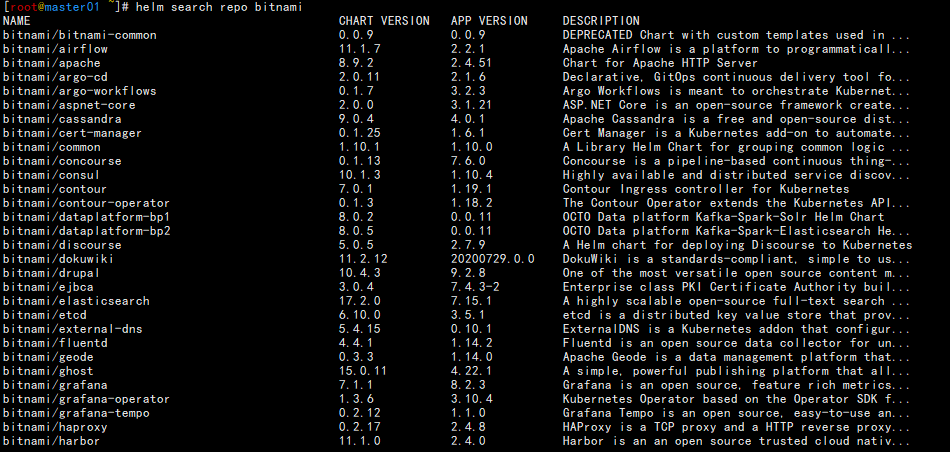 [root@master01 ~]# helm search repo bitnami
NAME CHART VERSION APP VERSION DESCRIPTION
bitnami/bitnami-common 0.0.9 0.0.9 DEPRECATED Chart with custom templates used in ...
bitnami/airflow 11.1.7 2.2.1 Apache Airflow is a platform to programmaticall...
bitnami/apache 8.9.2 2.4.51 Chart for Apache HTTP Server
bitnami/argo-cd 2.0.11 2.1.6 Declarative, GitOps continuous delivery tool fo...
bitnami/argo-workflows 0.1.7 3.2.3 Argo Workflows is meant to orchestrate Kubernet...
bitnami/aspnet-core 2.0.0 3.1.21 ASP.NET Core is an open-source framework create...
bitnami/cassandra 9.0.4 4.0.1 Apache Cassandra is a free and open-source dist...
bitnami/cert-manager 0.1.25 1.6.1 Cert Manager is a Kubernetes add-on to automate...
bitnami/common 1.10.1 1.10.0 A Library Helm Chart for grouping common logic ...
bitnami/concourse 0.1.13 7.6.0 Concourse is a pipeline-based continuous thing-...
bitnami/consul 10.1.3 1.10.4 Highly available and distributed service discov...
bitnami/contour 7.0.1 1.19.1 Contour Ingress controller for Kubernetes
bitnami/contour-operator 0.1.3 1.18.2 The Contour Operator extends the Kubernetes API...
bitnami/dataplatform-bp1 8.0.2 0.0.11 OCTO Data platform Kafka-Spark-Solr Helm Chart
bitnami/dataplatform-bp2 8.0.5 0.0.11 OCTO Data platform Kafka-Spark-Elasticsearch He...
bitnami/discourse 5.0.5 2.7.9 A Helm chart for deploying Discourse to Kubernetes
bitnami/dokuwiki 11.2.12 20200729.0.0 DokuWiki is a standards-compliant, simple to us...
bitnami/drupal 10.4.3 9.2.8 One of the most versatile open source content m...
bitnami/ejbca 3.0.4 7.4.3-2 Enterprise class PKI Certificate Authority buil...
bitnami/elasticsearch 17.2.0 7.15.1 A highly scalable open-source full-text search ...
bitnami/etcd 6.10.0 3.5.1 etcd is a distributed key value store that prov...
bitnami/external-dns 5.4.15 0.10.1 ExternalDNS is a Kubernetes addon that configur...
bitnami/fluentd 4.4.1 1.14.2 Fluentd is an open source data collector for un...
bitnami/geode 0.3.3 1.14.0 Apache Geode is a data management platform that...
bitnami/ghost 15.0.11 4.22.1 A simple, powerful publishing platform that all...
bitnami/grafana 7.1.1 8.2.3 Grafana is an open source, feature rich metrics...
bitnami/grafana-operator 1.3.6 3.10.4 Kubernetes Operator based on the Operator SDK f...
bitnami/grafana-tempo 0.2.12 1.1.0 Grafana Tempo is an open source, easy-to-use an...
bitnami/haproxy 0.2.17 2.4.8 HAProxy is a TCP proxy and a HTTP reverse proxy...
bitnami/harbor 11.1.0 2.4.0 Harbor is an an open source trusted cloud nativ...